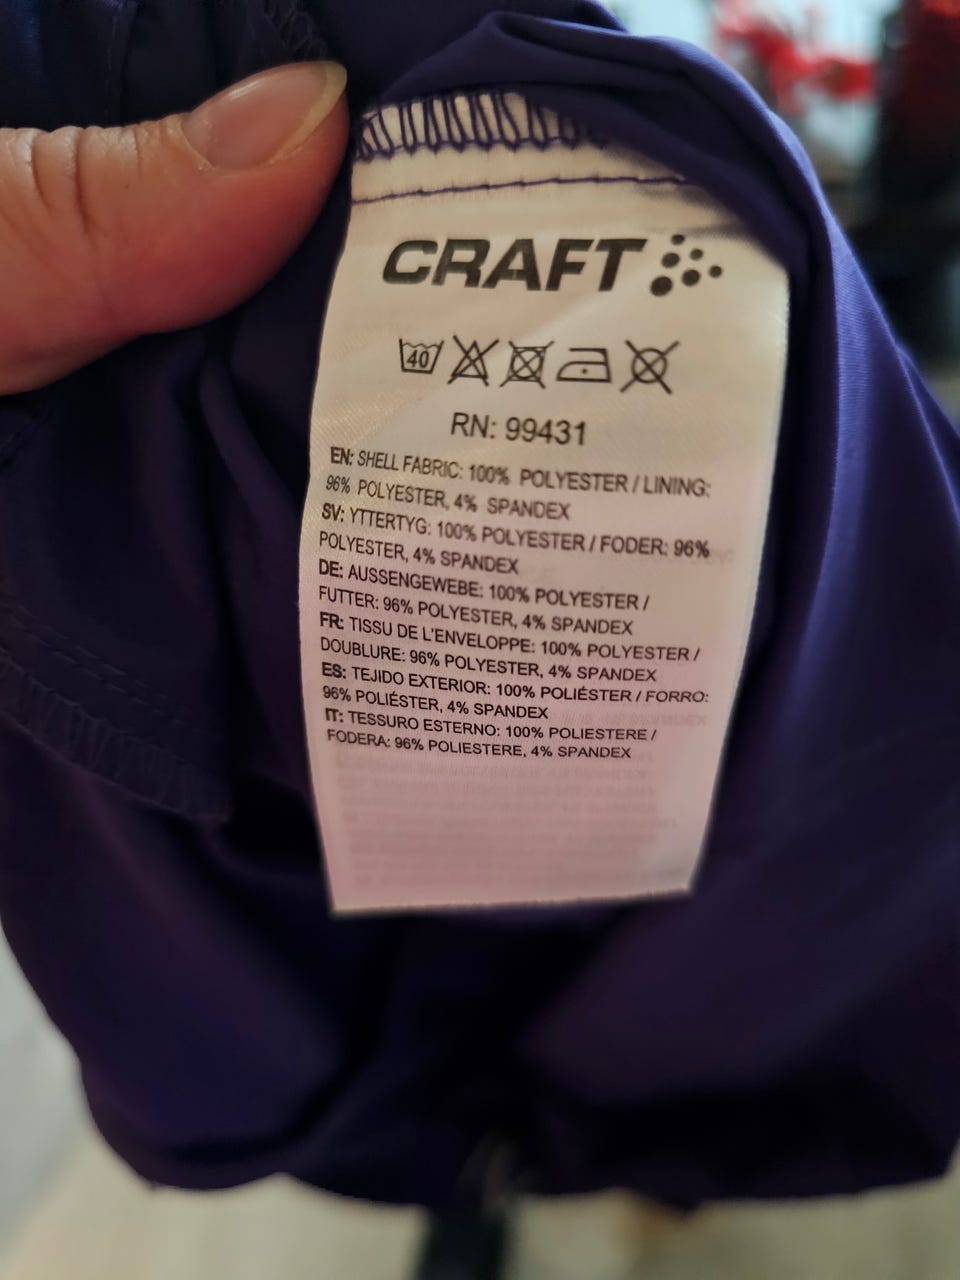 CRAFT
40
RN: 99431
EN: SHELL FABRIC: 100% POLYESTER / LINING:
96% POLYESTER, 4% SPANDEX
SV: YTTERTYG: 100% POLYESTER / FODER: 96%
POLYESTER, 4% SPANDEX
DE: AUSSENGEWEBE: 100% POLYESTER /
FUTTER: 96% POLYESTER, 4% SPANDEX
FR: TISSU DE L'ENVELOPPE: 100% POLYESTER /
DOUBLURE: 96% POLYESTER, 4% SPANDEX
ES: TEJIDO EXTERIOR: 100% POLIÉSTER / FORRO:
96% POLIÉSTER, 4% SPANDEX
IT: TESSURO ESTERNO: 100% POLIESTERE /
FODERA: 96% POLIESTERE, 4% SPANDEX